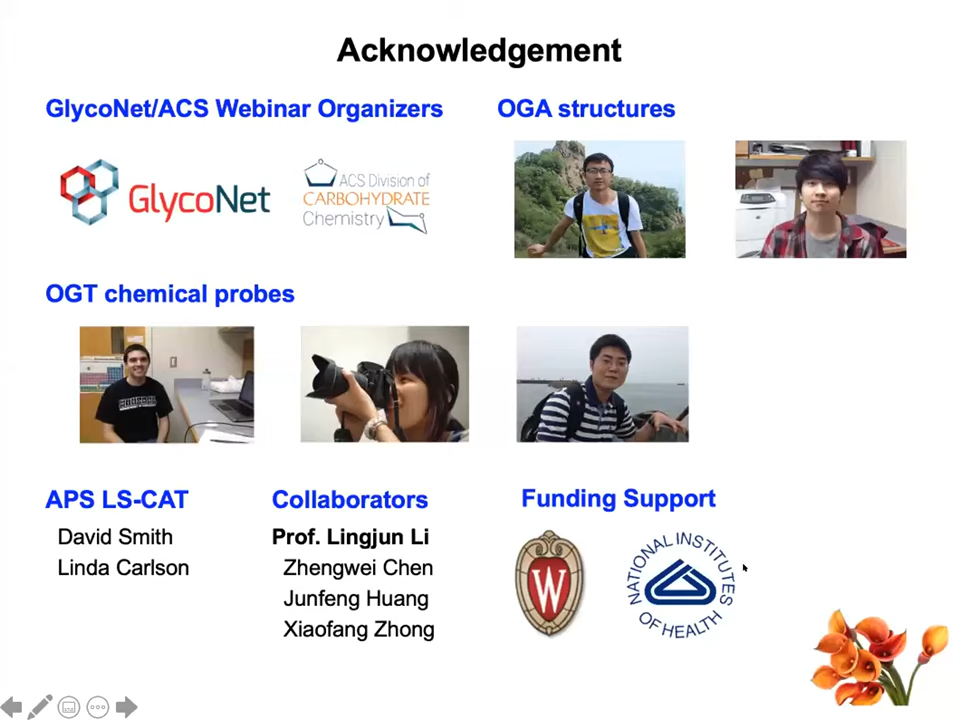 Acknowledgement
GlycoNet/ACS Webinar Organizers
OGA structures
GlycoNet
ACS Division of
CARBOHYDRATE
Chemistry
OGT chemical probes
APS LS-CAT
David Smith
Linda Carlson
Collaborators
Prof. Lingjun Li
Zhengwei Chen
Junfeng Huang
Xiaofang Zhong
Funding Support
W
NATIONAL INSTITUTES
OF HEALTH